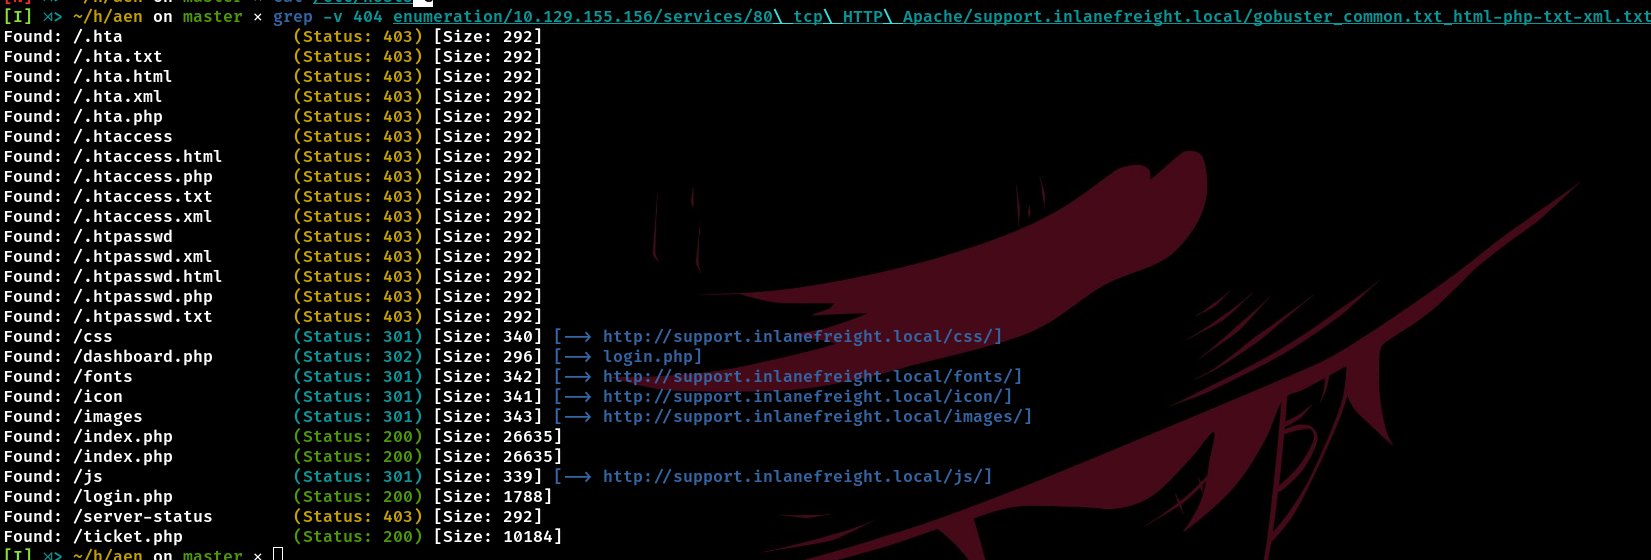 [I] ⋊> ~/h/aen on master × grep -v 404 enumeration/10.129.155.156/services/80\ tcp\ HTTP\ Apache/support.inlanefreight.local/gobuster_common.txt_html-php-txt-xml.txt
Found: /.hta (Status: 403) [Size: 292]
Found: /.hta.txt (Status: 403) [Size: 292]
Found: /.hta.html (Status: 403) [Size: 292]
Found: /.hta.xml (Status: 403) [Size: 292]
Found: /.hta.php (Status: 403) [Size: 292]
Found: /.htaccess (Status: 403) [Size: 292]
Found: /.htaccess.html (Status: 403) [Size: 292]
Found: /.htaccess.php (Status: 403) [Size: 292]
Found: /.htaccess.txt (Status: 403) [Size: 292]
Found: /.htaccess.xml (Status: 403) [Size: 292]
Found: /.htpasswd (Status: 403) [Size: 292]
Found: /.htpasswd.xml (Status: 403) [Size: 292]
Found: /.htpasswd.html (Status: 403) [Size: 292]
Found: /.htpasswd.php (Status: 403) [Size: 292]
Found: /.htpasswd.txt (Status: 403) [Size: 292]
Found: /css (Status: 301) [Size: 340] [--> http://support.inlanefreight.local/css/]
Found: /dashboard.php (Status: 302) [Size: 296] [--> login.php]
Found: /fonts (Status: 301) [Size: 342] [--> http://support.inlanefreight.local/fonts/]
Found: /icon (Status: 301) [Size: 341] [--> http://support.inlanefreight.local/icon/]
Found: /images (Status: 301) [Size: 343] [--> http://support.inlanefreight.local/images/]
Found: /index.php (Status: 200) [Size: 26635]
Found: /index.php (Status: 200) [Size: 26635]
Found: /js (Status: 301) [Size: 339] [--> http://support.inlanefreight.local/js/]
Found: /login.php (Status: 200) [Size: 1788]
Found: /server-status (Status: 403) [Size: 292]
Found: /ticket.php (Status: 200) [Size: 10184]
[I] ⋊> ~/h/aen on master ×